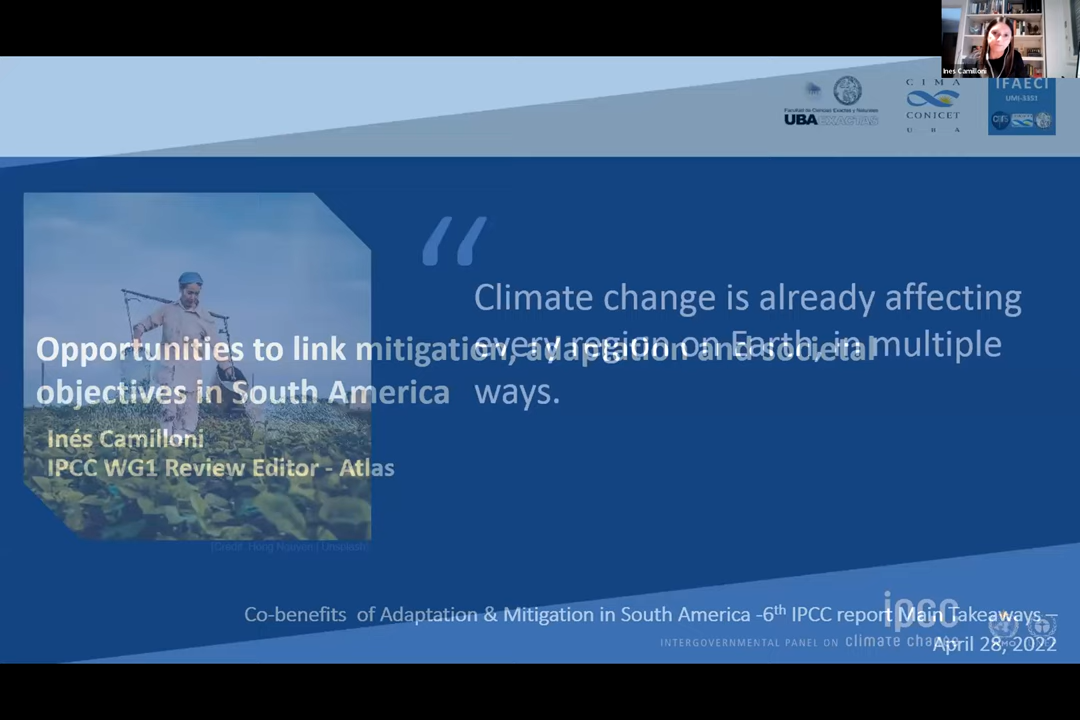 Ines Camilloni
Facultad de Ciencias Exactas y Naturales
UBAEXACTAS
CIMA
CONICET
U B A
IFAECI
UMI-3351
“
Climate change is already affecting
every region on Earth, in multiple
ways.
Opportunities to link mitigation, adaptation and societal
objectives in South America
Inés Camilloni
IPCC WG1 Review Editor - Atlas
[Credit: Hong Nguyen | Unsplash]
Co-benefits of Adaptation & Mitigation in South America -6th IPCC report Main Takeaways –
April 28, 2022
ipcc
INTERGOVERNMENTAL PANEL ON climate change